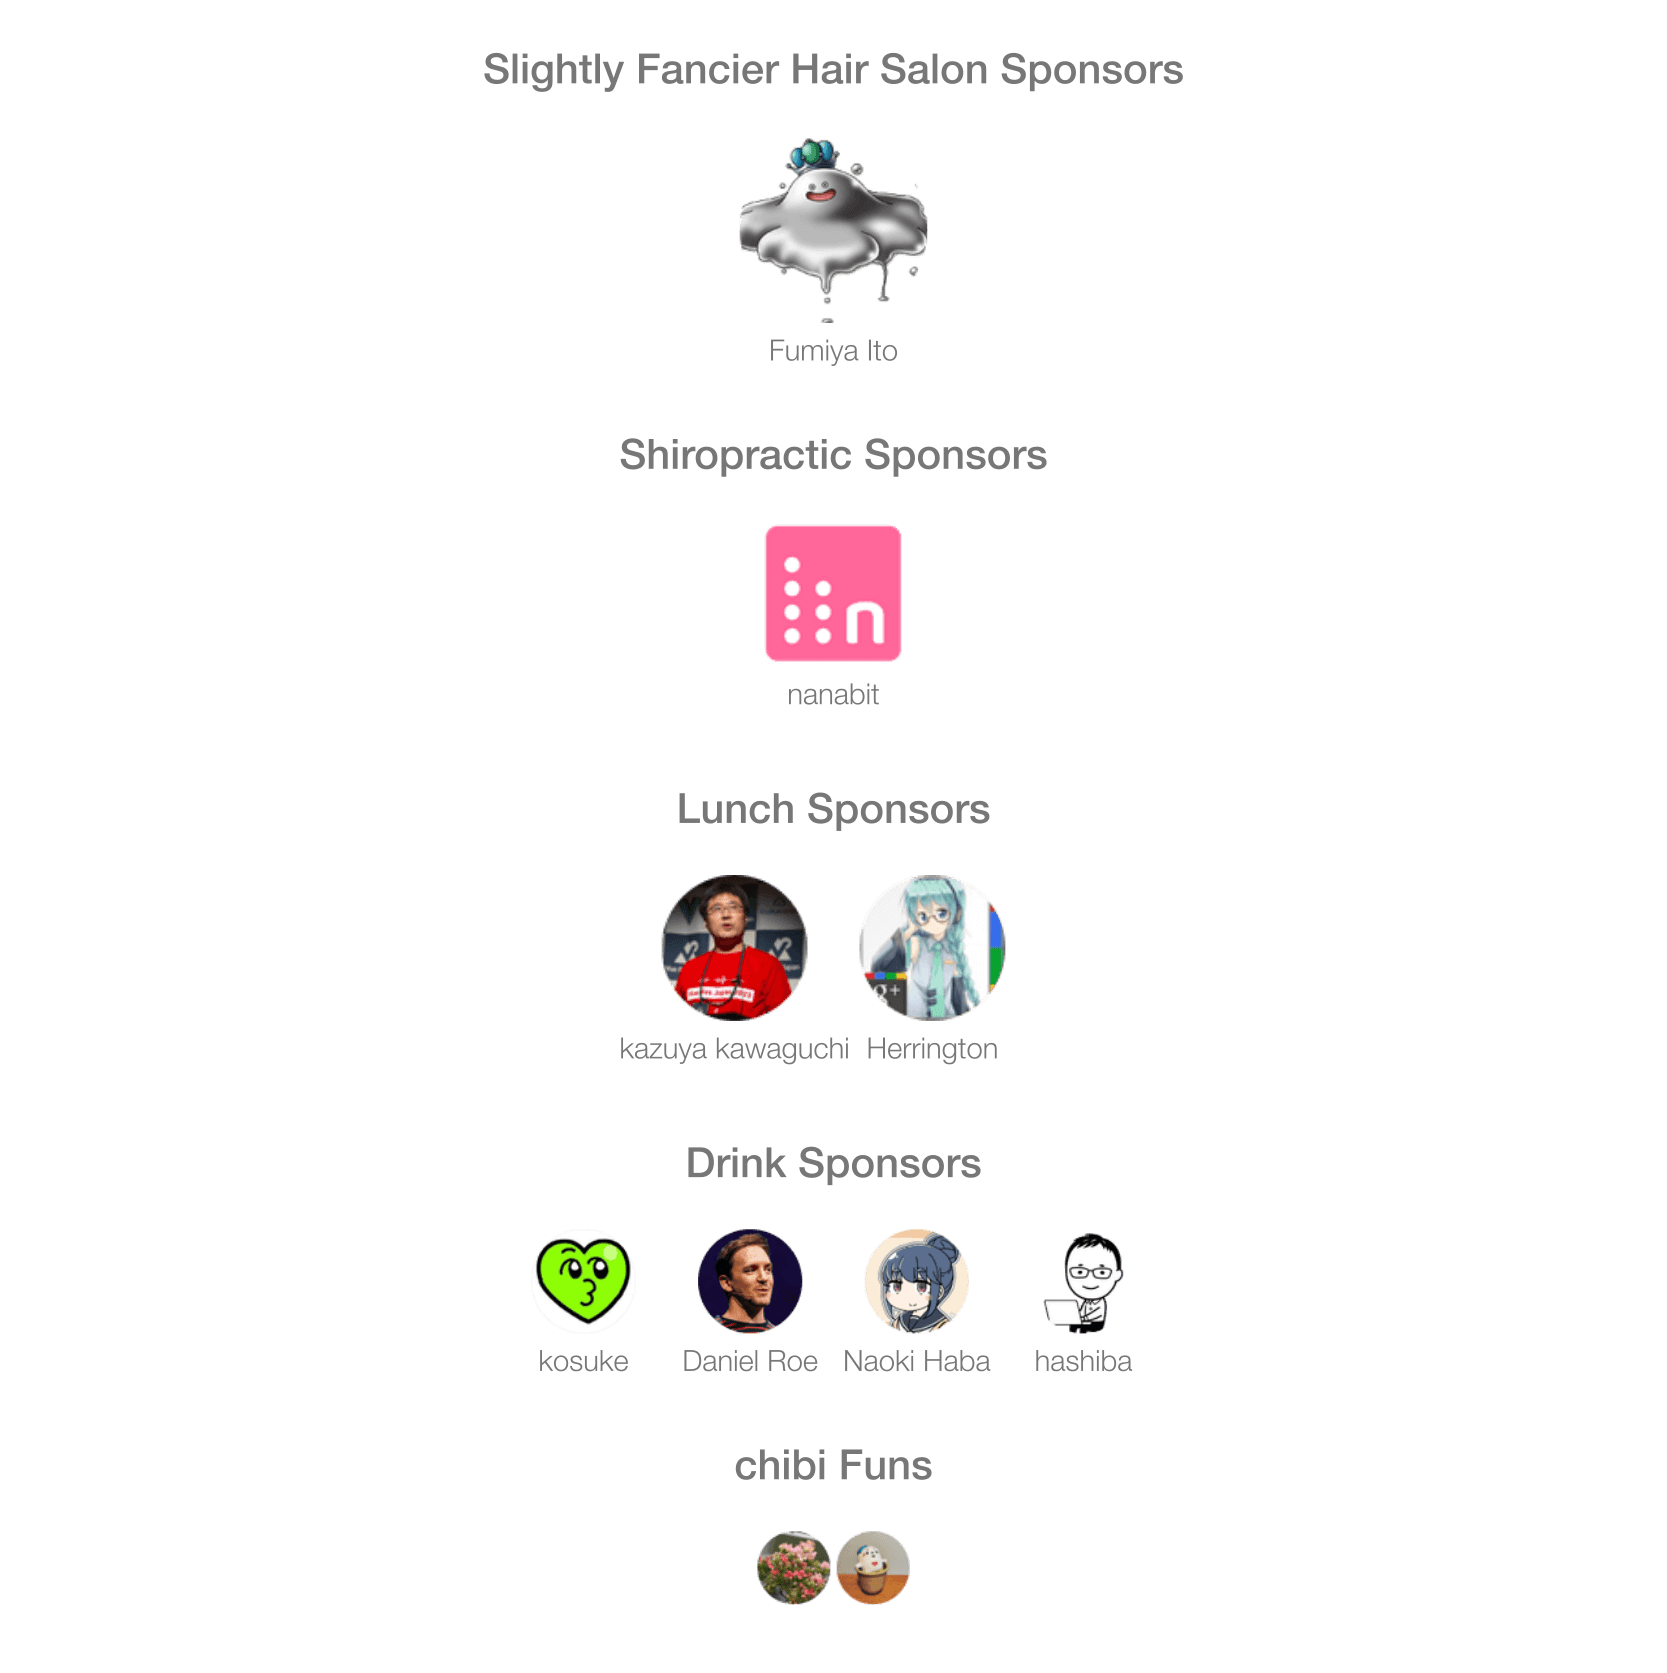 Slightly Fancier Hair Salon Sponsors
Fumiya Ito
Shiropractic Sponsors
n
nanabit
Lunch Sponsors
g+
kazuya kawaguchi Herrington
Drink Sponsors
kosuke Daniel Roe Naoki Haba hashiba
chibi Funs